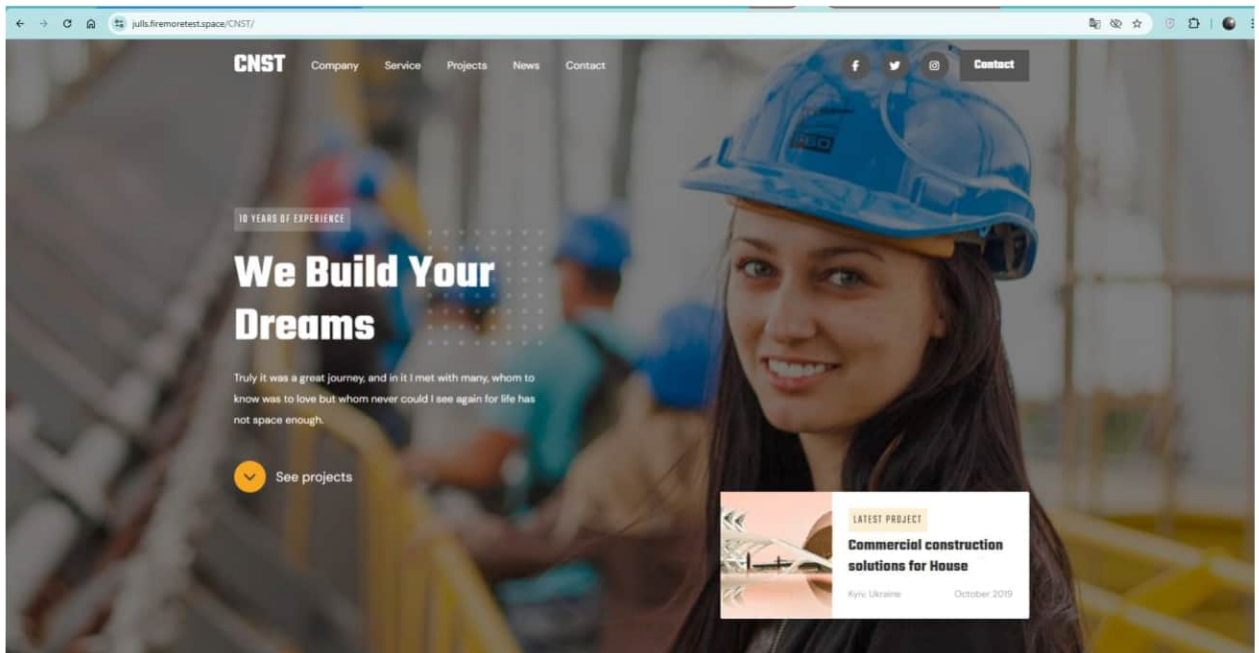 julls.firemoretest.space/CNST/
CNST Company Service Projects News Contact Contact
10 YEARS OF EXPERIENCE
We Build Your
Dreams
Truly it was a great journey, and in it I met with many, whom to
know was to love but whom never could I see again for life has
not space enough.
See projects
LATEST PROJECT
Commercial construction
solutions for House
Kyiv, Ukraine October 2019